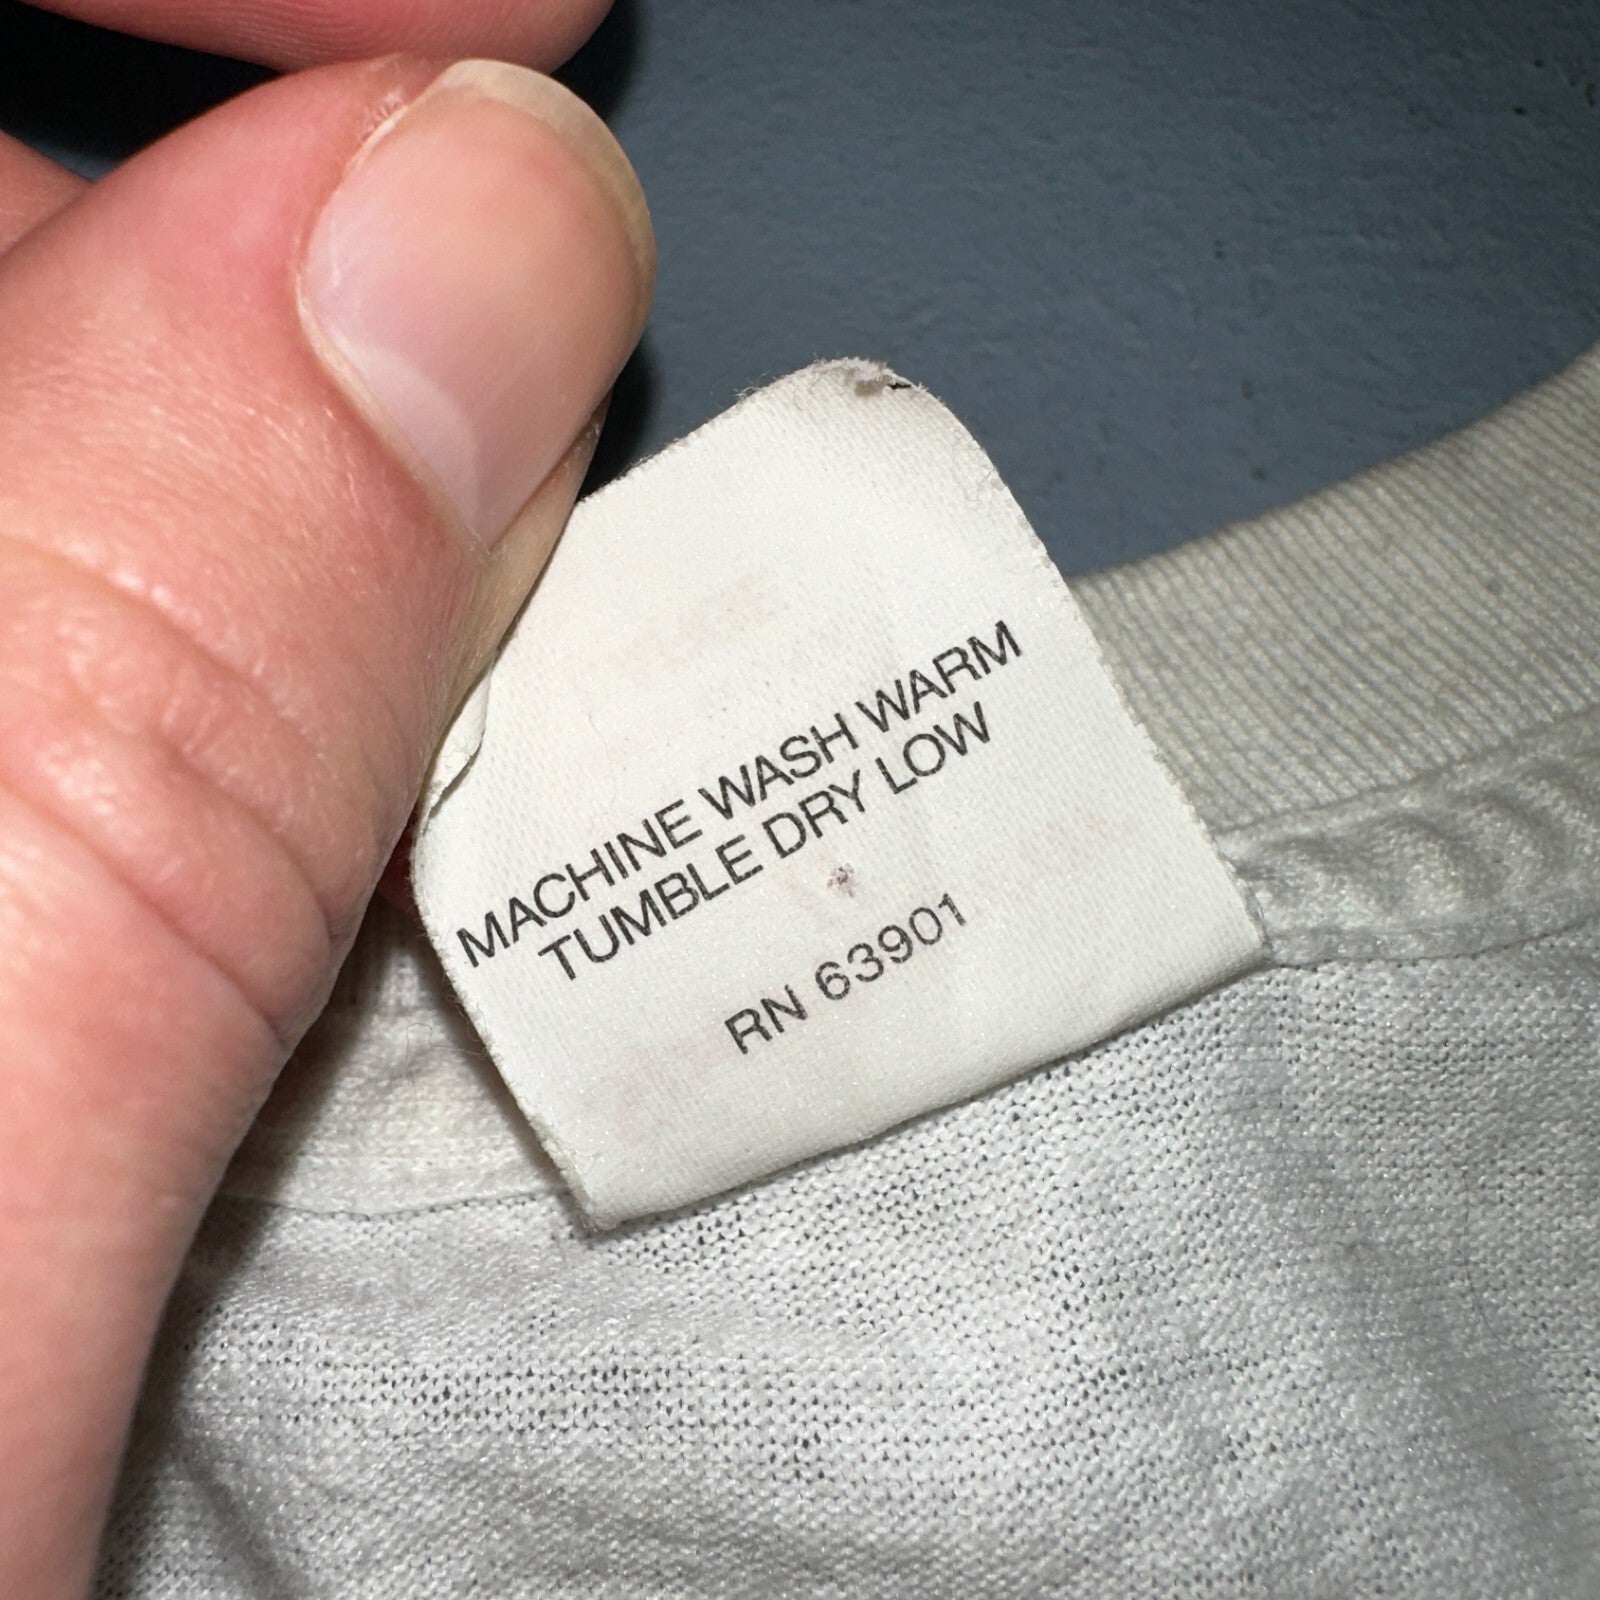 MACHINE WASH WARM
TUMBLE DRY LOW
RN 63901